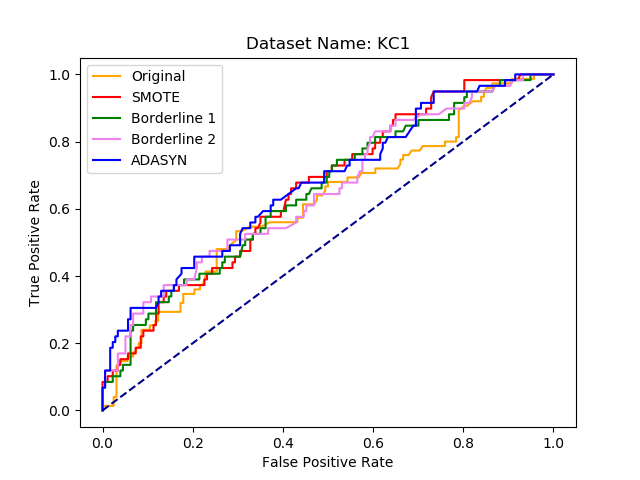 Dataset Name: KC1
Original
SMOTE
Borderline 1
Borderline 2
ADASYN
True Positive Rate
1.0
0.8
0.6
0.4
0.2
0.0
0.0 0.2 0.4 0.6 0.8 1.0
False Positive Rate